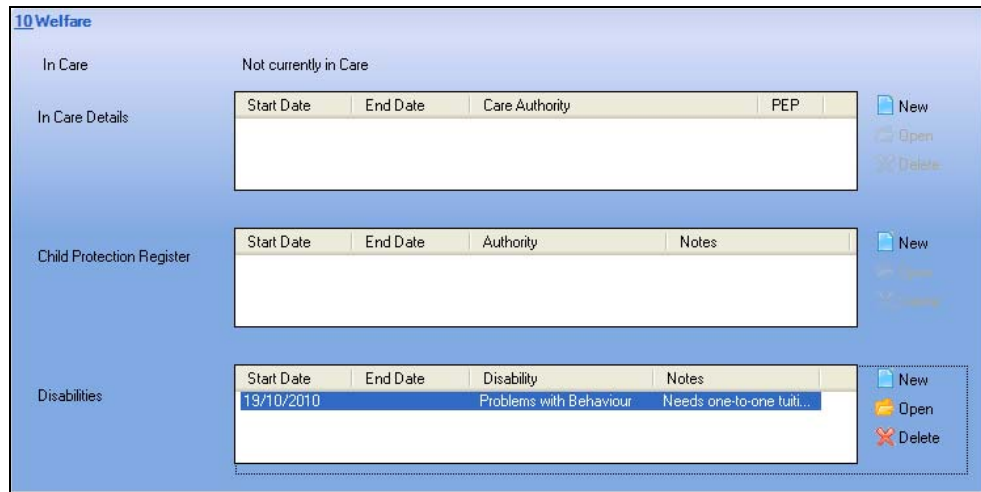 10 Welfare
In Care Not currently in Care
In Care Details
Start Date End Date Care Authority PEP
New
Open
Delete
Child Protection Register
Start Date End Date Authority Notes
New
Disabilities
Start Date End Date Disability Notes
19/10/2010 Problems with Behaviour Needs one-to-one tuiti...
New
Open
Delete